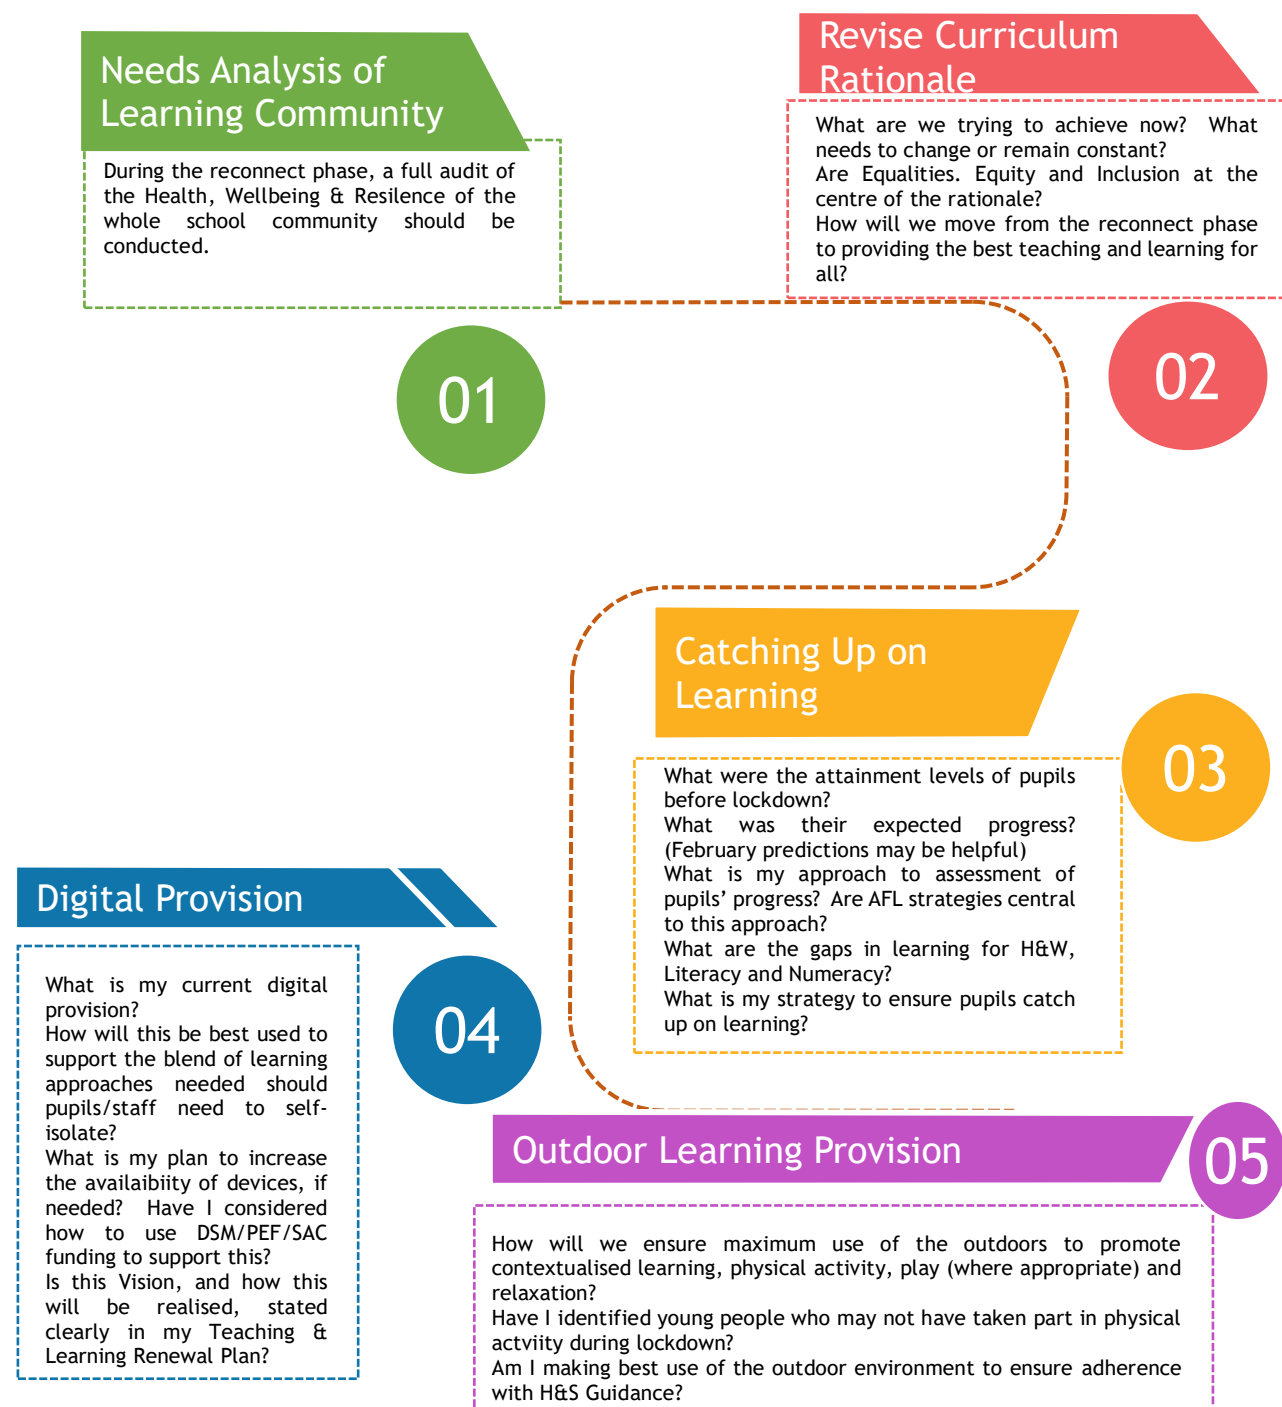 Needs Analysis of
Learning Community
During the reconnect phase, a full audit of
the Health, Wellbeing & Resilence of the
whole school community should be
conducted.
01
Revise Curriculum
Rationale
What are we trying to achieve now? What
needs to change or remain constant?
Are Equalities. Equity and Inclusion at the
centre of the rationale?
How will we move from the reconnect phase
to providing the best teaching and learning for
all?
02
Catching Up on
Learning
03
What were the attainment levels of pupils
before lockdown?
What was their expected progress?
(February predictions may be helpful)
What is my approach to assessment of
pupils’ progress? Are AFL strategies central
to this approach?
What are the gaps in learning for H&W,
Literacy and Numeracy?
What is my strategy to ensure pupils catch
up on learning?
Digital Provision
What is my current digital
provision?
How will this be best used to
support the blend of learning
approaches needed should
pupils/staff need to self-
isolate?
What is my plan to increase
the availaibiity of devices, if
needed? Have I considered
how to use DSM/PEF/SAC
funding to support this?
Is this Vision, and how this
will be realised, stated
clearly in my Teaching &
Learning Renewal Plan?
04
Outdoor Learning Provision
05
How will we ensure maximum use of the outdoors to promote
contextualised learning, physical activity, play (where appropriate) and
relaxation?
Have I identified young people who may not have taken part in physical
actviity during lockdown?
Am I making best use of the outdoor environment to ensure adherence
with H&S Guidance?